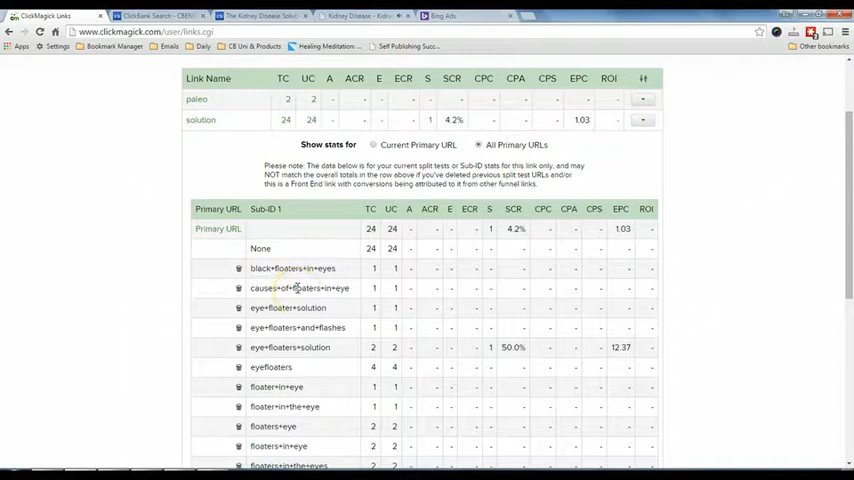 ClickMagick Links
ClickBank Search - CBENG
The Kidney Disease Soluti
Kidney Disease - Kidne
Bing Ads
www.clickmagick.com/user/links.cgi
Apps
Suggested Sites
Bookmark Manager
Emails
Daily
CB Uni & Products
Healing Meditation:
Self Publishing Succ
Other bookmarks
Link Name TC UC A ACR E ECR S SCR CPC CPA CPS EPC ROI
paleo 2 2 - - - - - - - - - - -
solution 24 24 - - - - 1 4.2% - - - 1.03 -
Show stats for Current Primary URL All Primary URLs
Please note: The data below is for your current split tests or Sub-ID stats for this link only, and may
NOT match the overall totals in the row above if you've deleted previous split test URLs and/or
this is a Front End link with conversions being attributed to it from other funnel links.
Primary URL Sub-ID 1 TC UC A ACR E ECR S SCR CPC CPA CPS EPC ROI
Primary URL 24 24 - - - - 1 4.2% - - - 1.03 -
None 24 24 - - - - - - - - - - -
black+floaters+in+eyes 1 1 - - - - - - - - - - -
causes+of+floaters+in+eye 1 1 - - - - - - - - - - -
eye+floater+solution 1 1 - - - - - - - - - - -
eye+floaters+and+flashes 1 1 - - - - - - - - - - -
eye+floaters+solution 2 2 - - - - 1 50.0% - - - 12.37 -
eyefloaters 4 4 - - - - - - - - - - -
floater+in+eye 1 1 - - - - - - - - - - -
floater+in+the+eye 1 1 - - - - - - - - - - -
floaters+eye 2 2 - - - - - - - - - - -
floaters+in+eye 2 2 - - - - - - - - - - -
floaters+in+the+eyes 2 2 - - - - - - - - - - -